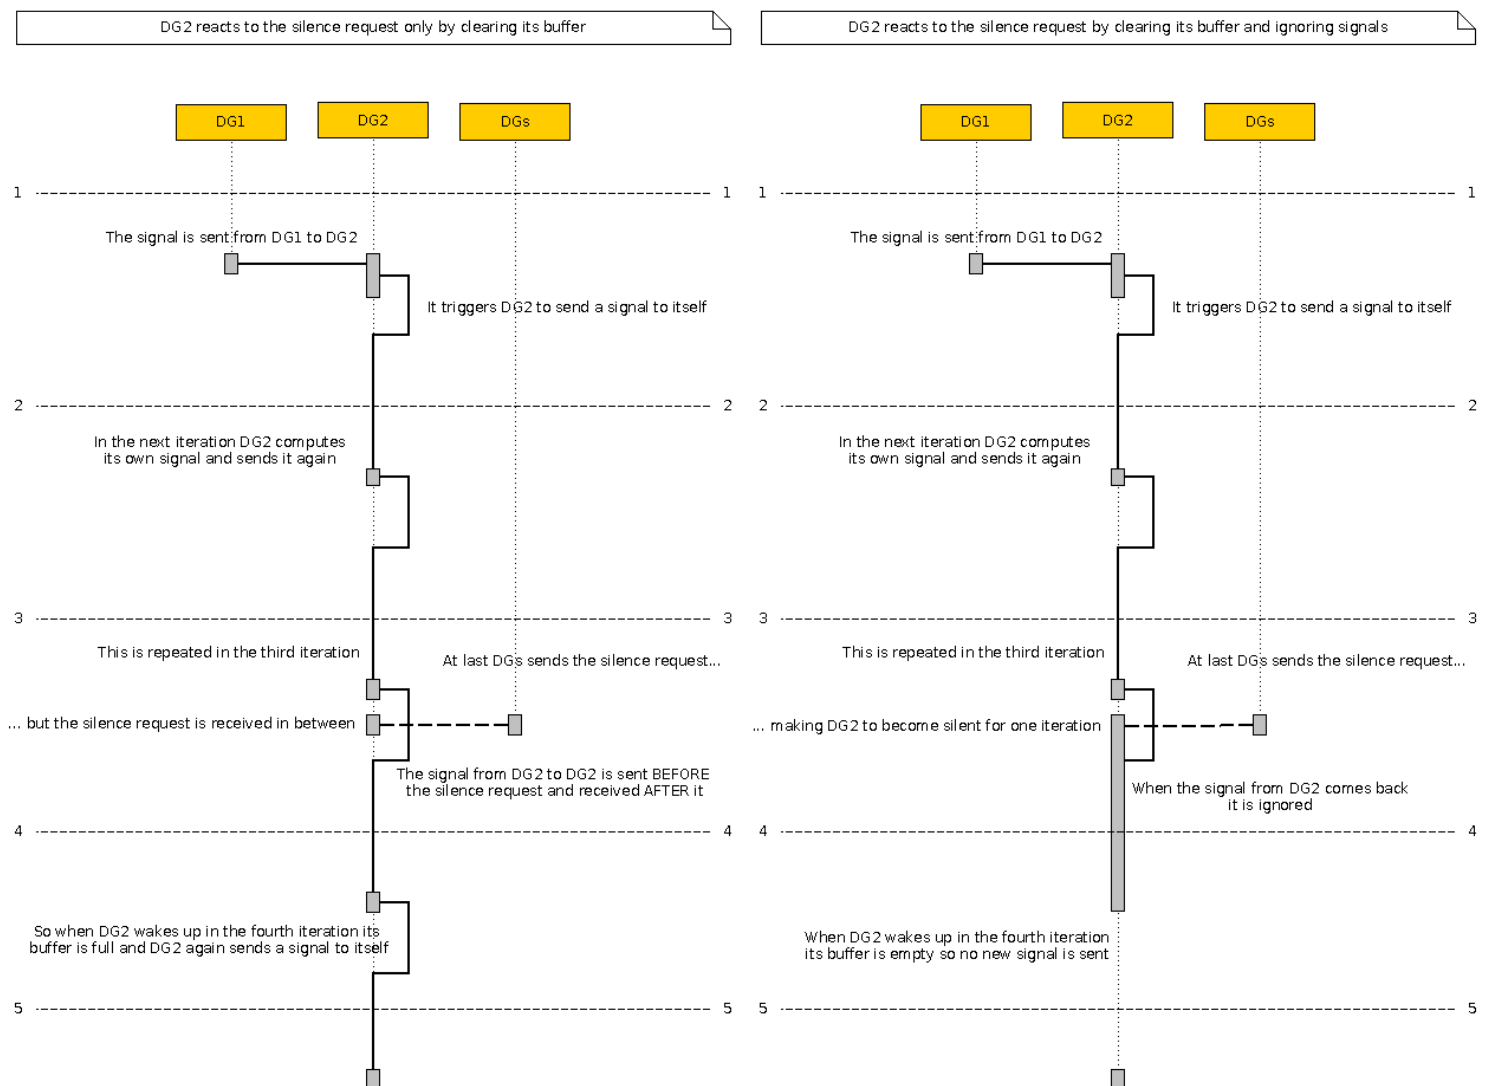 DG2 reacts to the silence request only by clearing its buffer
DG1
DG2
DGs
1
1
The signal is sent from DG1 to DG2
It triggers DG2 to send a signal to itself
2
2
In the next iteration DG2 computes
its own signal and sends it again
3
3
This is repeated in the third iteration
At last DGs sends the silence request...
... but the silence request is received in between
The signal from DG2 to DG2 is sent BEFORE
the silence request and received AFTER it
4
4
So when DG2 wakes up in the fourth iteration its
buffer is full and DG2 again sends a signal to itself
5
5
DG2 reacts to the silence request by clearing its buffer and ignoring signals
DG1
DG2
DGs
1
1
The signal is sent from DG1 to DG2
It triggers DG2 to send a signal to itself
2
2
In the next iteration DG2 computes
its own signal and sends it again
3
3
This is repeated in the third iteration
At last DGs sends the silence request...
... making DG2 to become silent for one iteration
When the signal from DG2 comes back
it is ignored
4
4
When DG2 wakes up in the fourth iteration
its buffer is empty so no new signal is sent
5
5